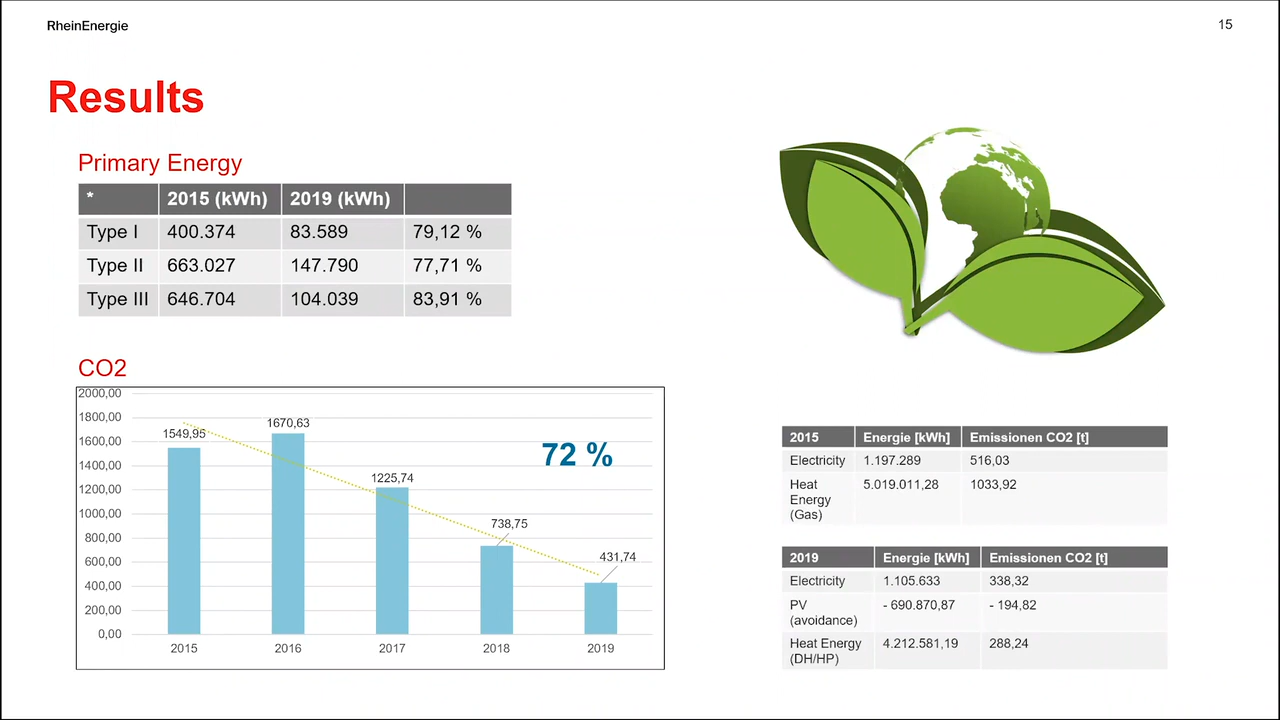 RheinEnergie
15
Results
Primary Energy
* 2015 (kWh) 2019 (kWh)
Type I 400.374 83.589 79,12 %
Type II 663.027 147.790 77,71 %
Type III 646.704 104.039 83,91 %
CO2
2000,00
1800,00
1600,00
1400,00
1200,00
1000,00
800,00
600,00
400,00
200,00
0,00
1549,95
1670,63
1225,74
738,75
431,74
72 %
2015 2016 2017 2018 2019
2015 Energie [kWh] Emissionen CO2 [t]
Electricity 1.197.289 516,03
Heat 5.019.011,28 1033,92
Energy
(Gas)
2019 Energie [kWh] Emissionen CO2 [t]
Electricity 1.105.633 338,32
PV - 690.870,87 - 194,82
(avoidance)
Heat Energy 4.212.581,19 288,24
(DH/HP)